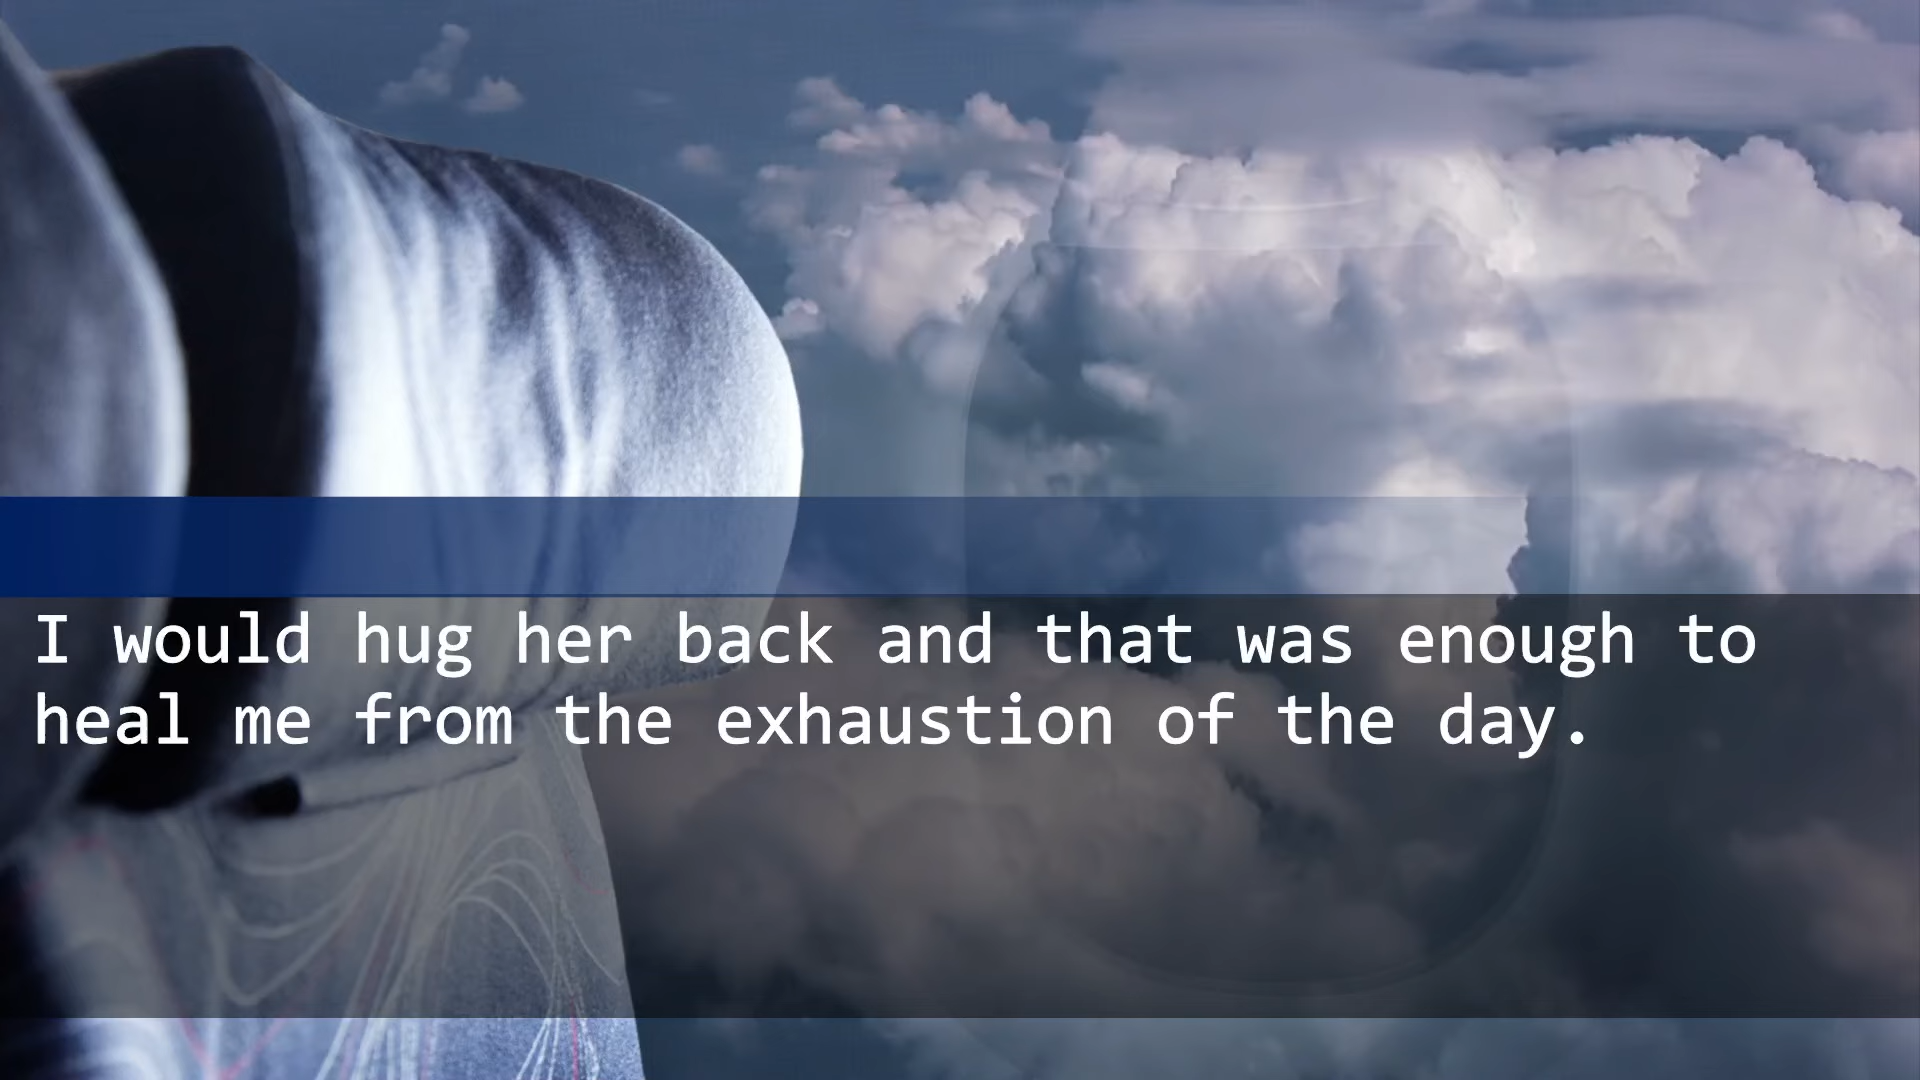 I would hug her back and that was enough to
heal me from the exhaustion of the day.